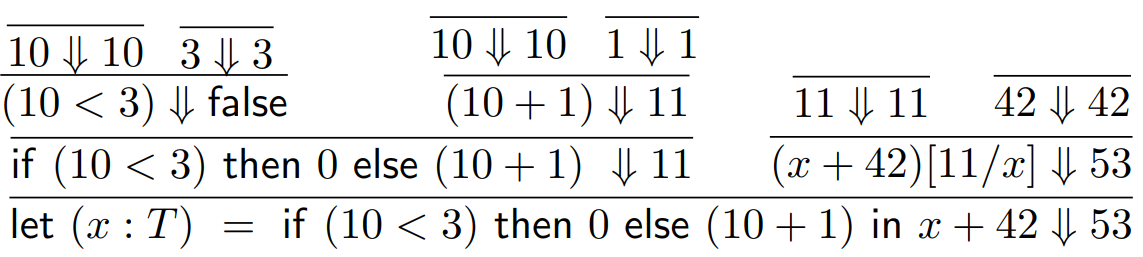 10 ⇓ 10 3 ⇓ 3 10 ⇓ 10 1 ⇓ 1
(10 < 3) ⇓ false (10 + 1) ⇓ 11 11 ⇓ 11 42 ⇓ 42
if (10 < 3) then 0 else (10 + 1) ⇓ 11 (x + 42)[11/x] ⇓ 53
let (x : T) = if (10 < 3) then 0 else (10 + 1) in x + 42 ⇓ 53